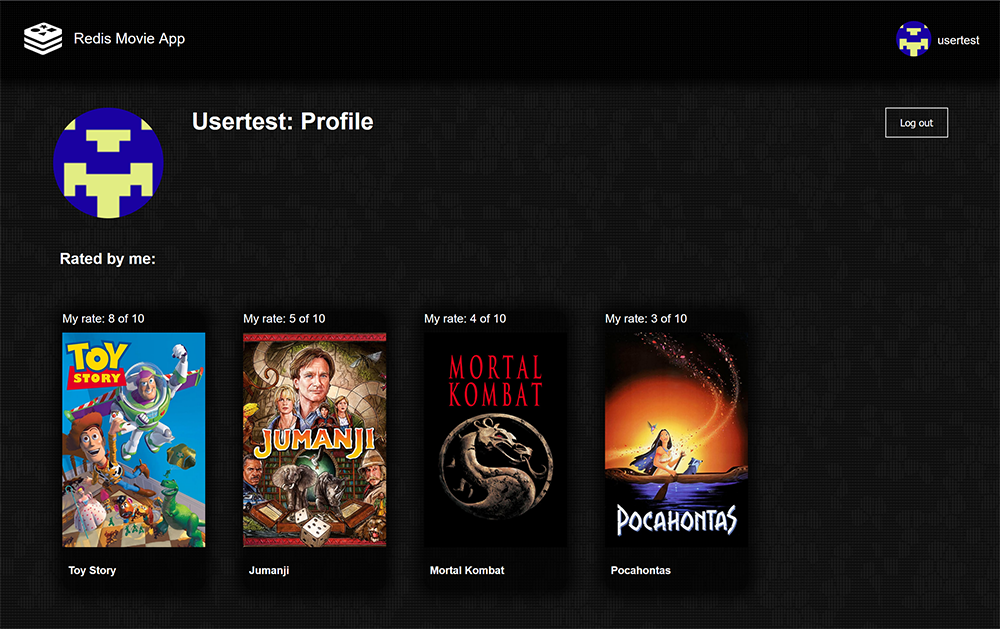 Redis Movie App
usertest
Usertest: Profile
Log out
Rated by me:
My rate: 8 of 10
My rate: 5 of 10
My rate: 4 of 10
My rate: 3 of 10
TOY
STORY
JUMANJI
MORTAL
KOMBAT
POCAHONTAS
Toy Story
Jumanji
Mortal Kombat
Pocahontas